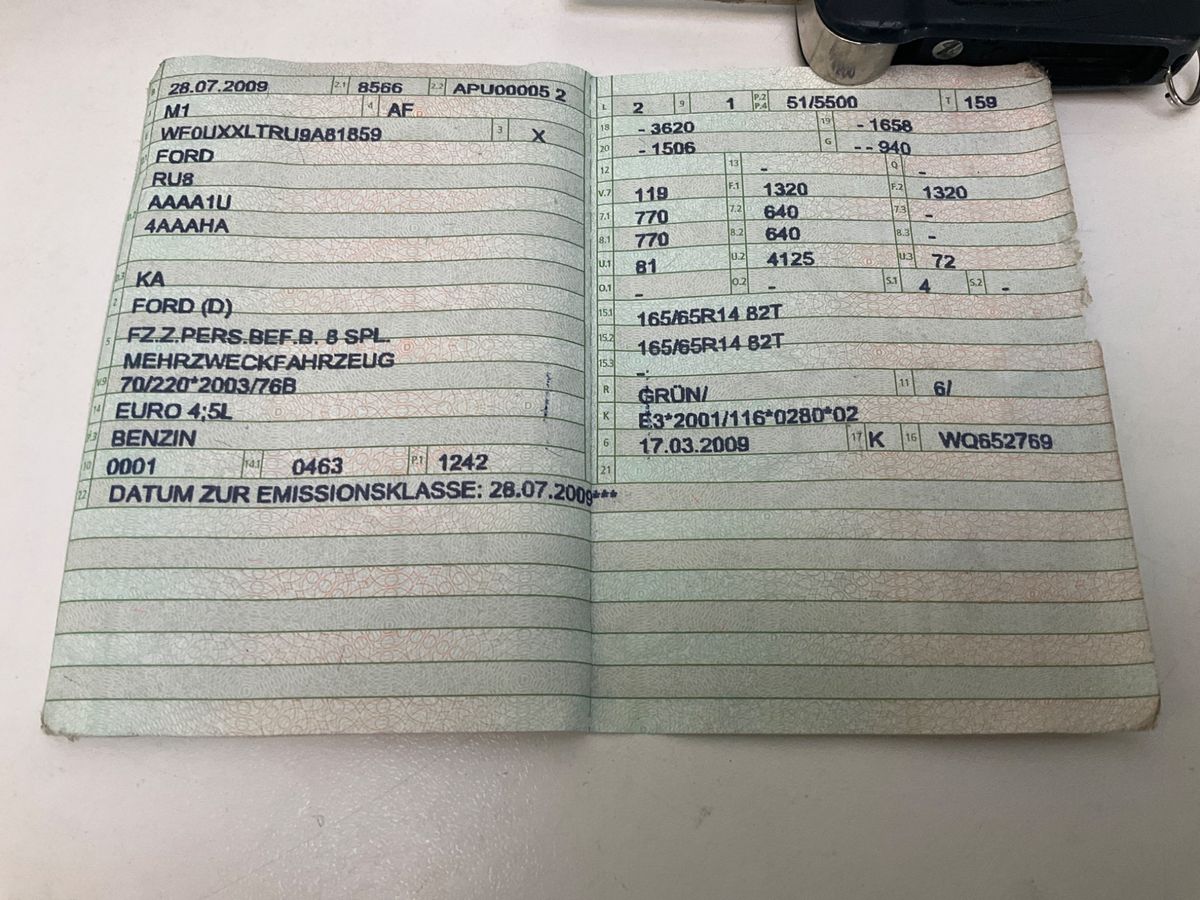 B 28.07.2009 2.1 8566 2.2 APU00005 2
J M1 4 AF
E WF0UXXLTRU9A81859 3 X
FORD
RU8
AAAA1U
4AAAHA
D.3 KA
2 FORD (D)
5 FZ.Z.PERS.BEF.B. 8 SPL.
MEHRZWECKFAHRZEUG
V.9 70/220*2003/76B
14 EURO 4;5L
P.3 BENZIN
10 0001 14.1 0463 P.1 1242
22 DATUM ZUR EMISSIONSKLASSE: 28.07.2009***
L 2 9 1 P.2 P.4 51/5500 T 159
18 - 3620 19 - 1658
20 - 1506 G - - 940
12 13 - Q -
V.7 119 F.1 1320 F.2 1320
7.1 770 7.2 640 7.3 -
8.1 770 8.2 640 8.3 -
U.1 81 U.2 4125 U.3 72
O.1 - O.2 - S.1 4 S.2 -
15.1 165/65R14 82T
15.2 165/65R14 82T
15.3 -
R GRÜN/ 11 6/
K E3*2001/116*0280*02
6 17.03.2009 17 K 16 WQ652769
21